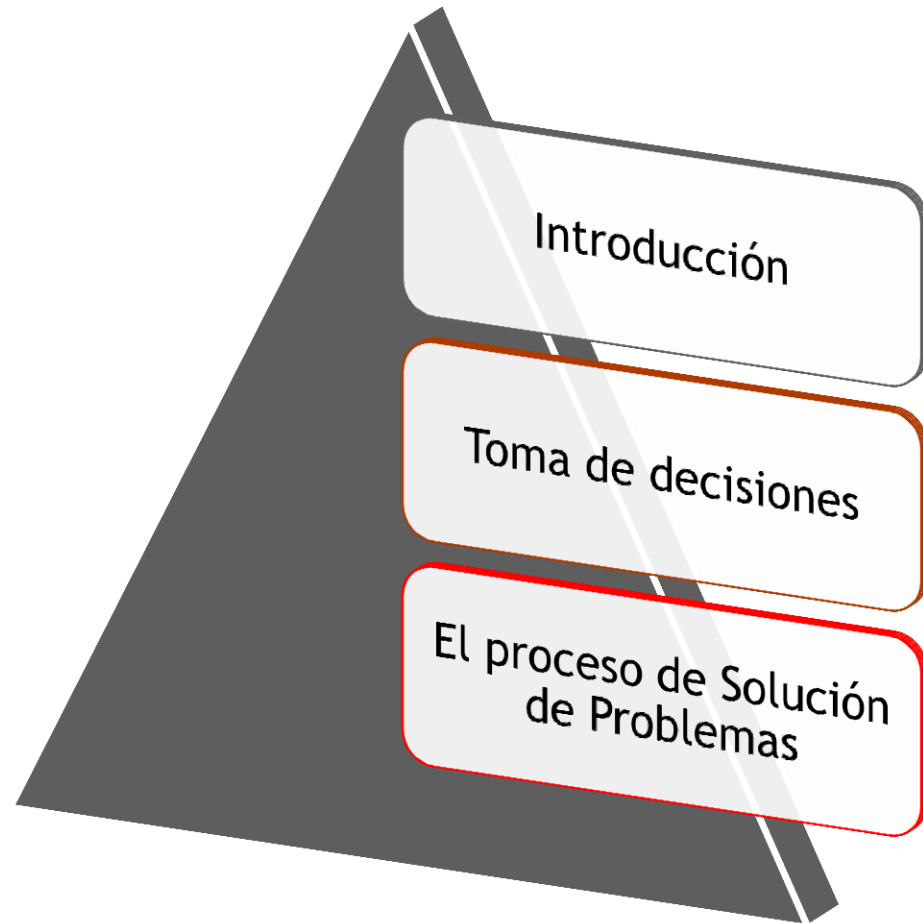 Introducción
Toma de decisiones
El proceso de Solución
de Problemas